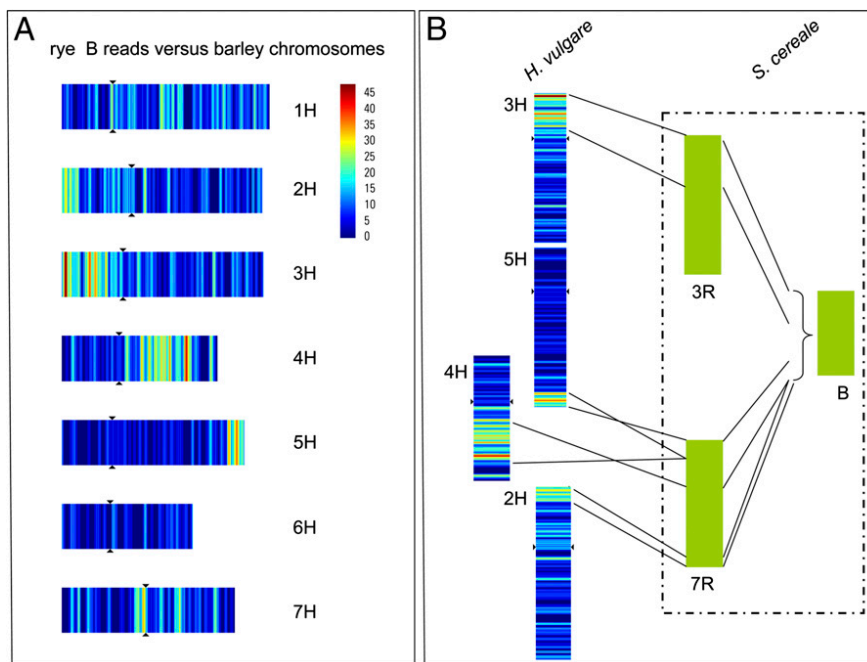 A
rye B reads versus barley chromosomes
1H
2H
3H
4H
5H
6H
7H
45
40
35
30
25
20
15
10
5
0
B
H. vulgare
S. cereale
3H
5H
4H
2H
3R
7R
B